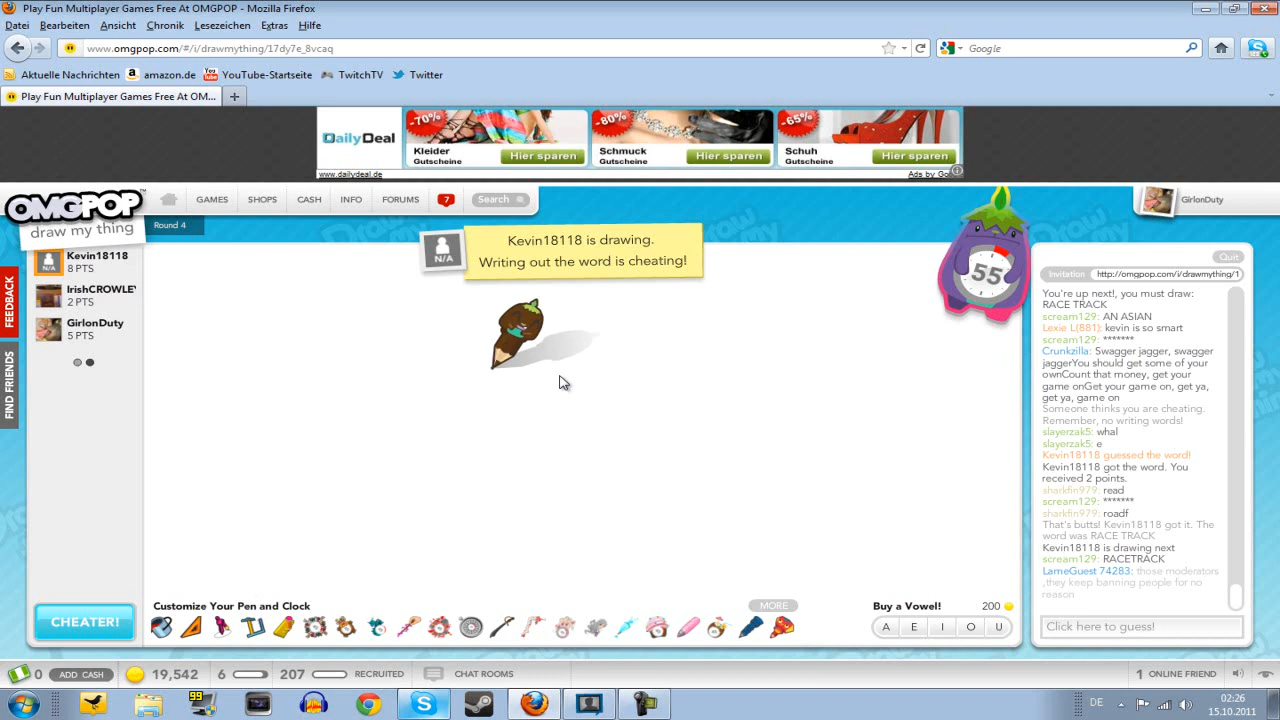 Play Fun Multiplayer Games Free At OMGPOP - Mozilla Firefox
Datei Bearbeiten Ansicht Chronik Lesezeichen Extras Hilfe
www.omgpop.com/#/i/drawmything/17dy7e_8vcaq
Google
Aktuelle Nachrichten amazon.de YouTube-Startseite TwitchTV Twitter
Play Fun Multiplayer Games Free At OM...
DailyDeal
www.dailydeal.de
-70%
Kleider
Gutscheine
Hier sparen
-80%
Schmuck
Gutscheine
Hier sparen
-65%
Schuh
Gutscheine
Hier sparen
OMGPOP
draw my thing
GAMES SHOPS CASH INFO FORUMS 7 Search
GirlonDuty
Round 4
Kevin18118
8 PTS
2 PTS
GirlonDuty
5 PTS
FEEDBACK
FIND FRIENDS
N/A
N/A
Kevin18118 is drawing.
Writing out the word is cheating!
55
Quit
Invitation http://omgpop.com/i/drawmything/1
You're up next!, you must draw:
RACE TRACK
scream129: AN ASIAN
Lexie L(881): kevin is so smart
scream129: *******
Crunkzilla: Swagger jagger, swagger
jaggerYou should get some of your
ownCount that money, get your
game onGet your game on, get ya,
get ya, game on
Someone thinks you are cheating.
Remember, no writing words!
slayerzak5: whal
slayerzak5: e
Kevin18118 guessed the word!
Kevin18118 got the word. You
received 2 points.
sharkfin979: read
scream129: *******
sharkfin979: roadf
That's butts! Kevin18118 got it. The
word was RACE TRACK
Kevin18118 is drawing next
scream129: RACETRACK
LameGuest 74283: those moderators
,they keep banning people for no
reason
Click here to guess!
CHEATER!
Customize Your Pen and Clock
MORE
Buy a Vowel! 200
A E I O U
0 ADD CASH 19,542 6 207 RECRUITED CHAT ROOMS
1 ONLINE FRIEND
99
DE
02:26
15.10.2011